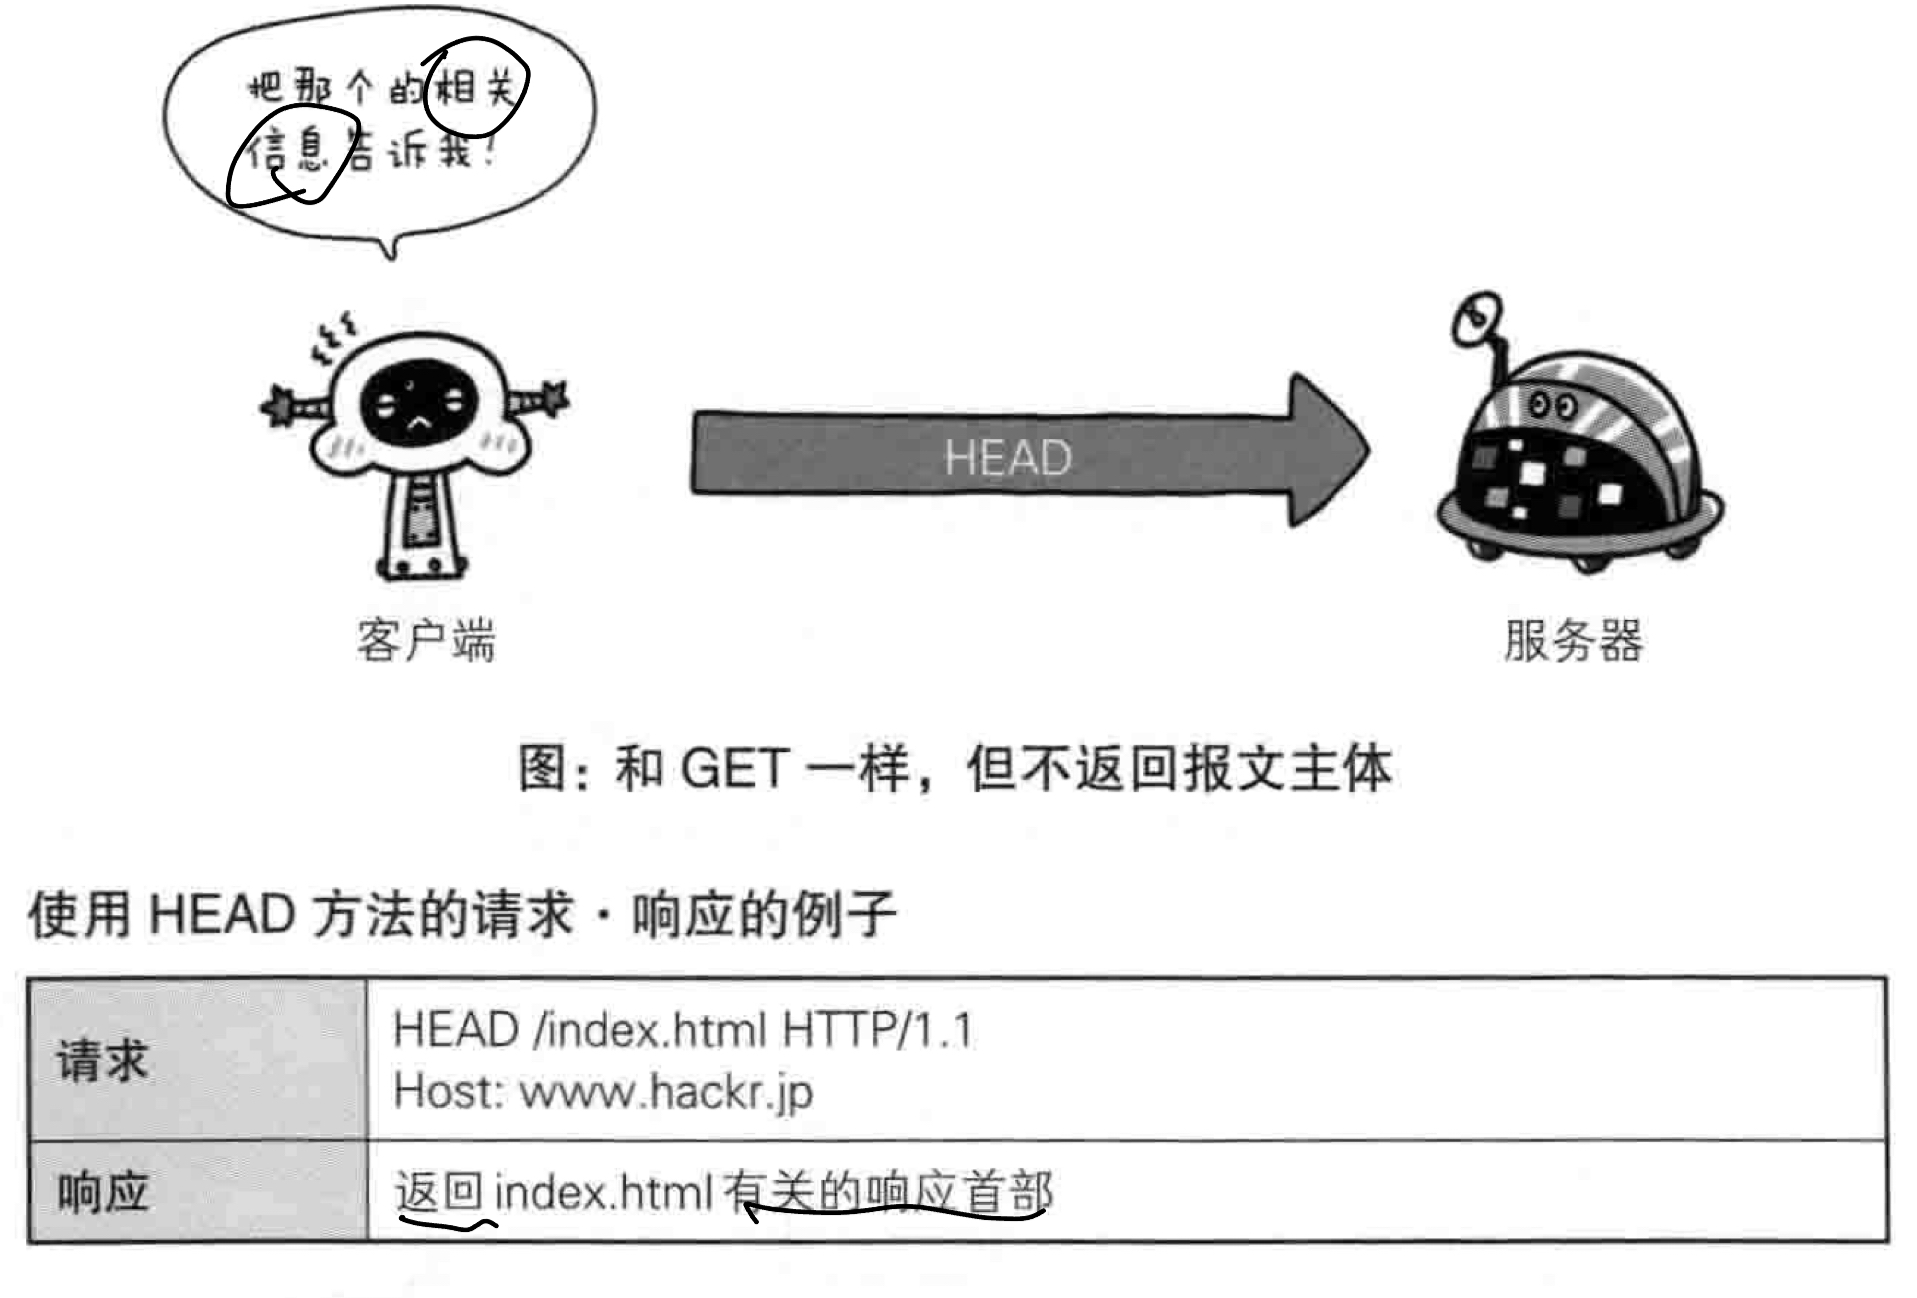 把那个的相关
信息告诉我！
HEAD
客户端
服务器
图：和 GET 一样，但不返回报文主体
使用 HEAD 方法的请求·响应的例子
请求
HEAD /index.html HTTP/1.1
Host: www.hackr.jp
响应
返回 index.html 有关的响应首部